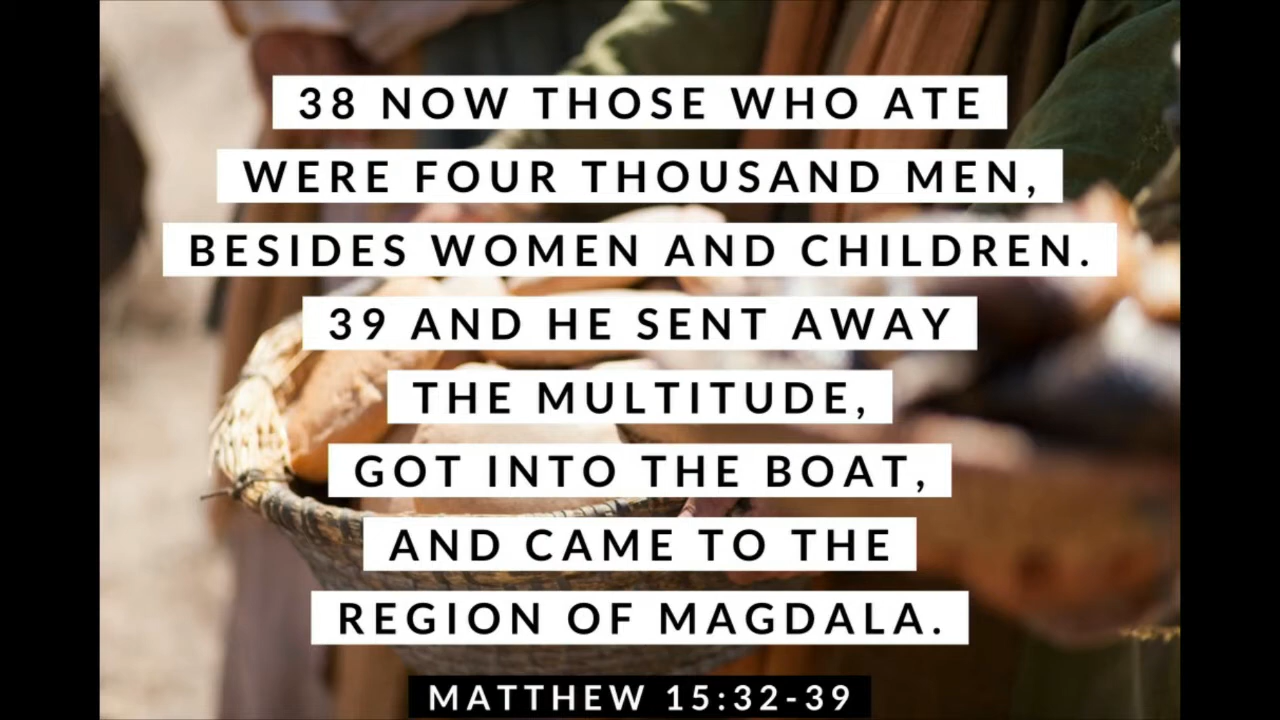 38 NOW THOSE WHO ATE
WERE FOUR THOUSAND MEN,
BESIDES WOMEN AND CHILDREN.
39 AND HE SENT AWAY
THE MULTITUDE,
GOT INTO THE BOAT,
AND CAME TO THE
REGION OF MAGDALA.
MATTHEW 15:32-39